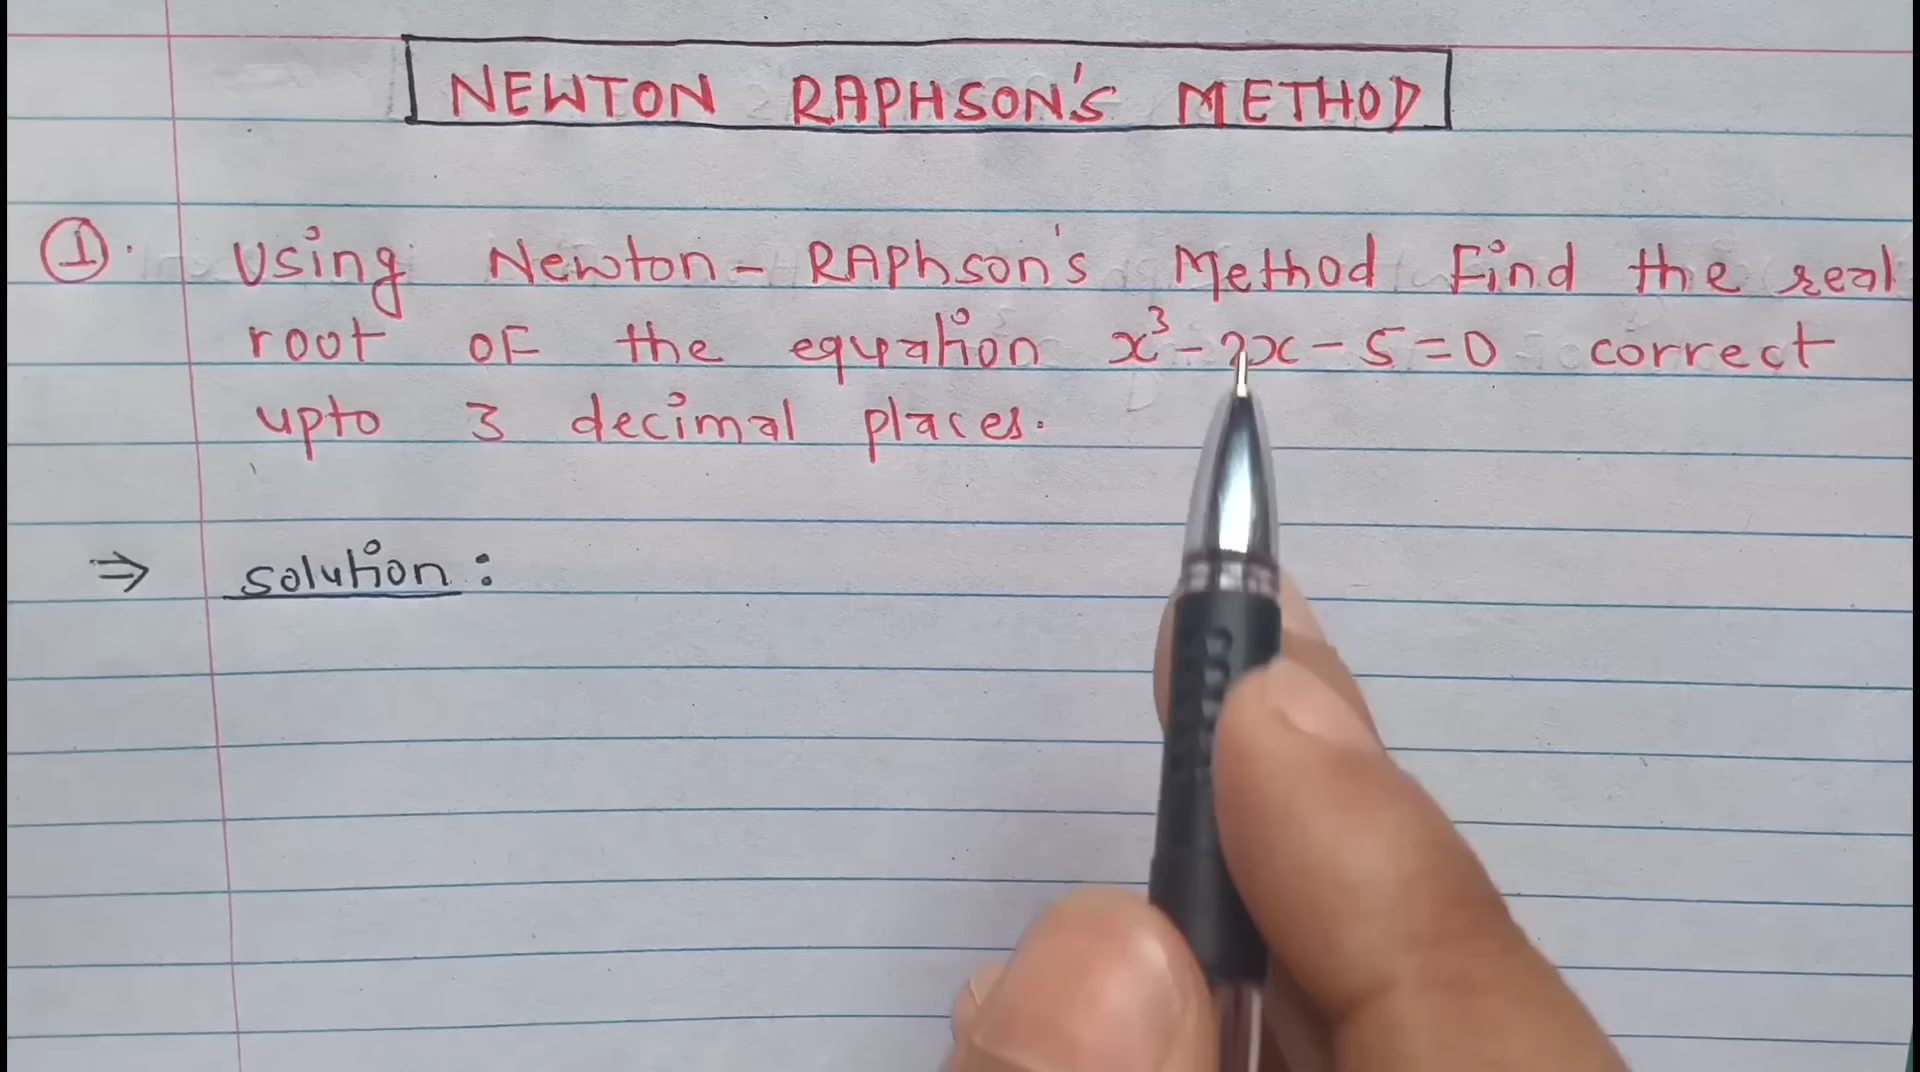 NEWTON RAPHSON'S METHOD
①. Using Newton-RAPhson's Method Find the real
root OF the equation x³-2x-5=0 correct
upto 3 decimal places.
⇒ solution: